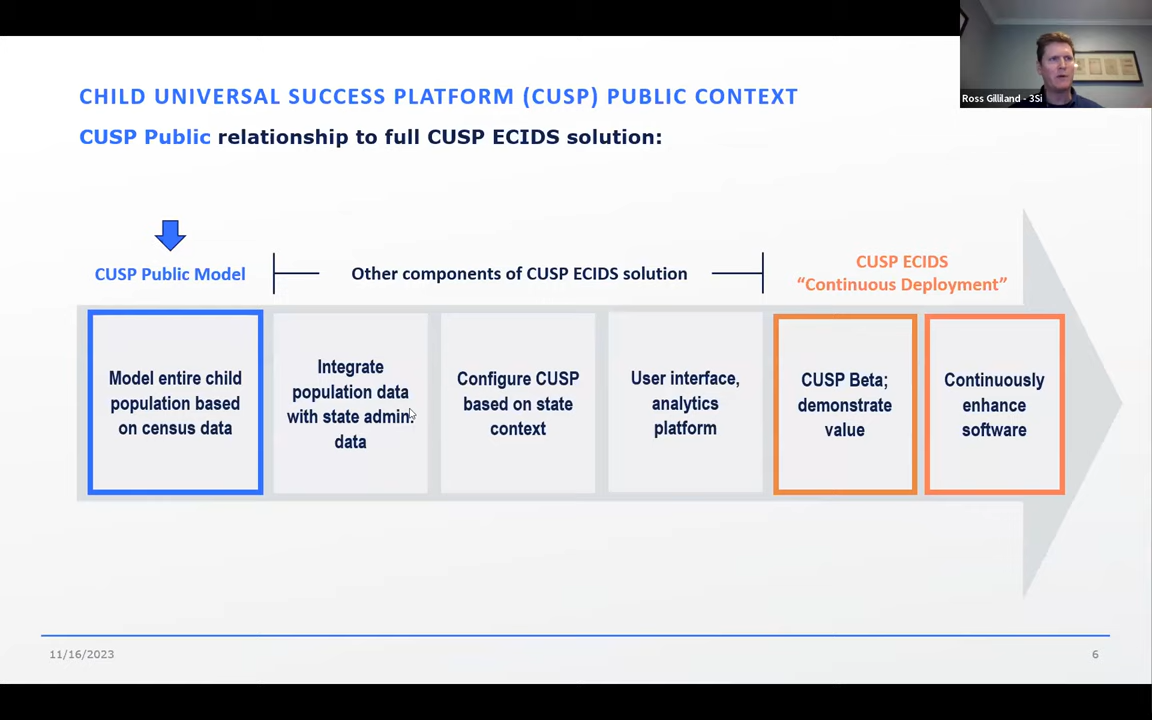 Ross Gilliland - 3Si
CHILD UNIVERSAL SUCCESS PLATFORM (CUSP) PUBLIC CONTEXT
CUSP Public relationship to full CUSP ECIDS solution:
CUSP Public Model
Other components of CUSP ECIDS solution
CUSP ECIDS
“Continuous Deployment”
Model entire child
population based
on census data
Integrate
population data
with state admin.
data
Configure CUSP
based on state
context
User interface,
analytics
platform
CUSP Beta;
demonstrate
value
Continuously
enhance
software
11/16/2023
6